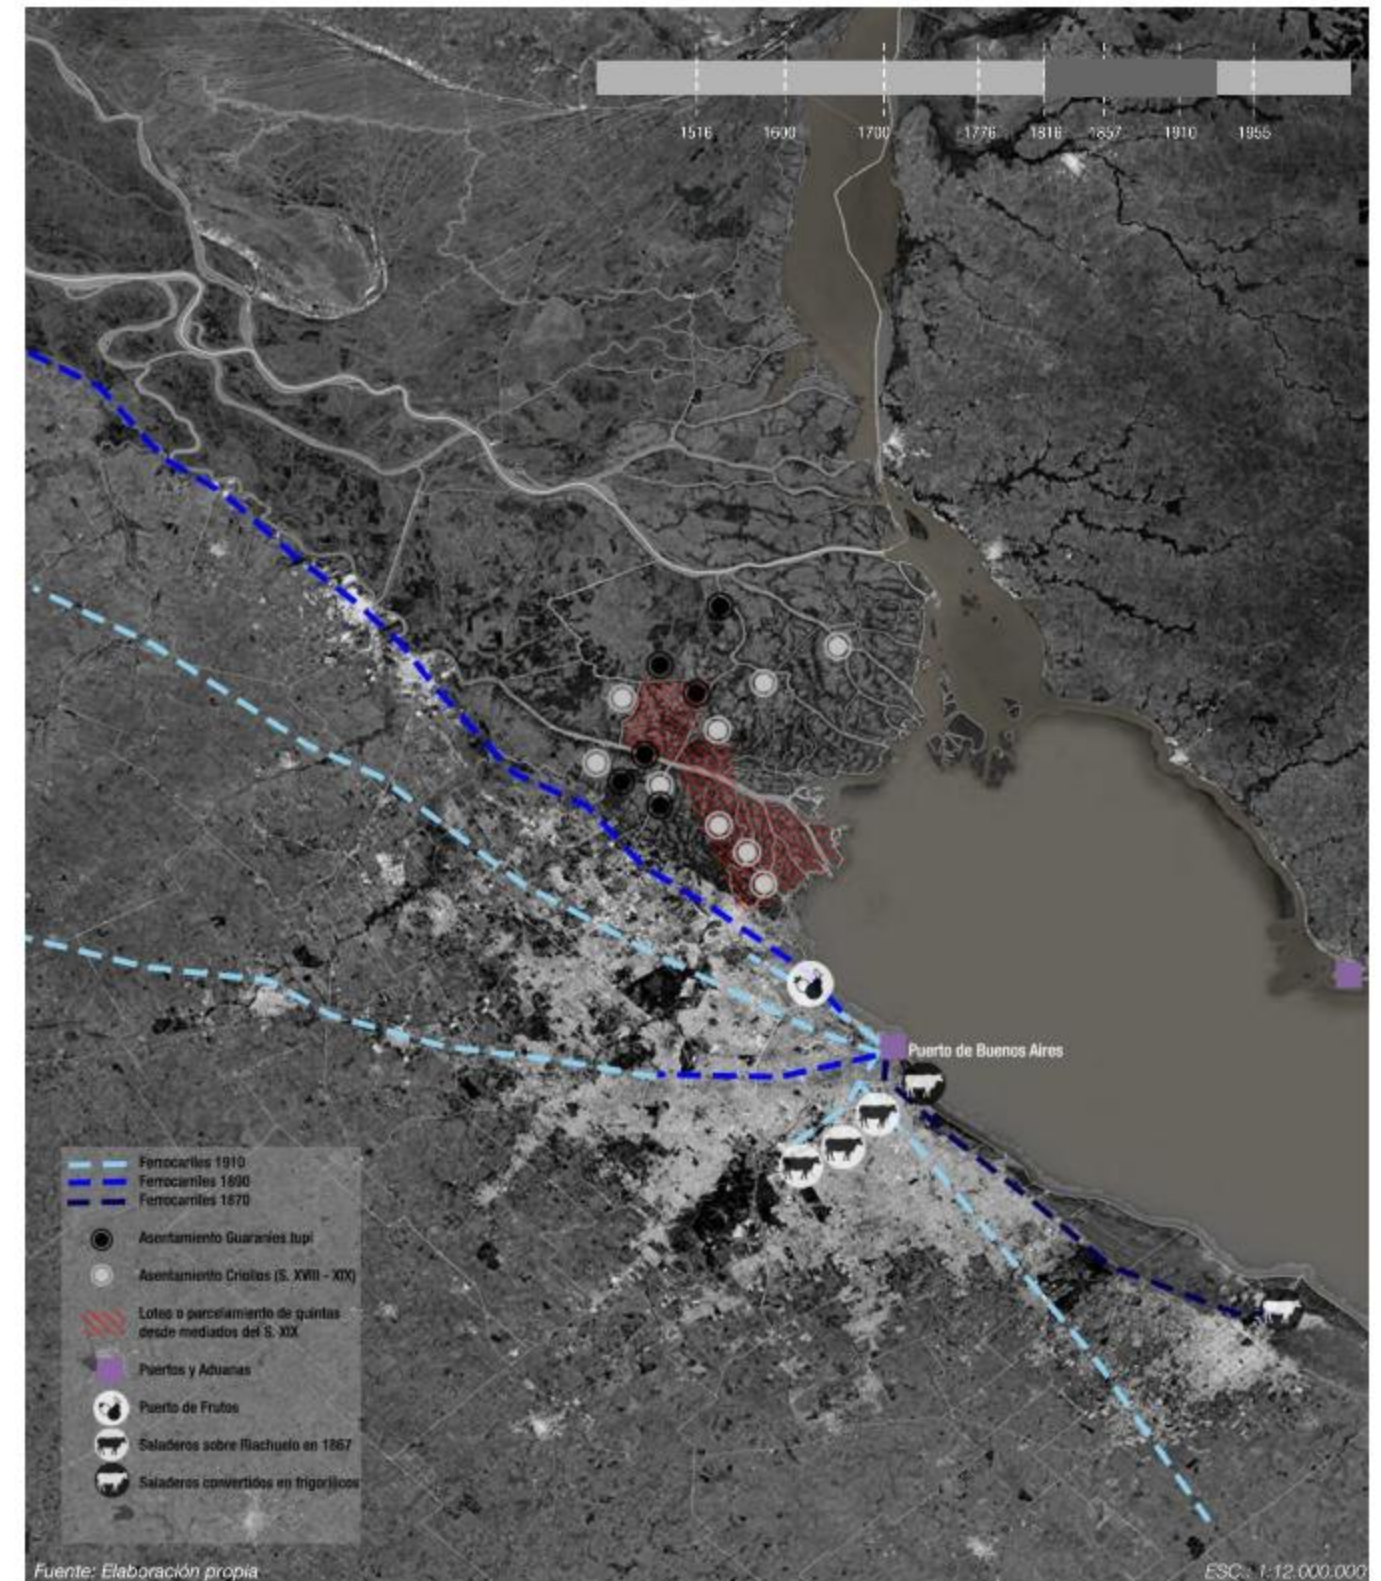 1516 1600 1700 1776 1816 1857 1910 1955
Puerto de Buenos Aires
Ferrocariles 1910
Ferrocarriles 1890
Ferrocarriles 1870
Asentamiento Guaraníes tupí
Asentamiento Criollos (S. XVIII - XIX)
Loteo o parcelamiento de quintas
desde mediados del S. XIX
Puertos y Aduanas
Puerto de Frutos
Saladeros sobre Riachuelo en 1867
Saladeros convertidos en frigoríficos
Fuente: Elaboración propia
ESC.: 1:12.000.000